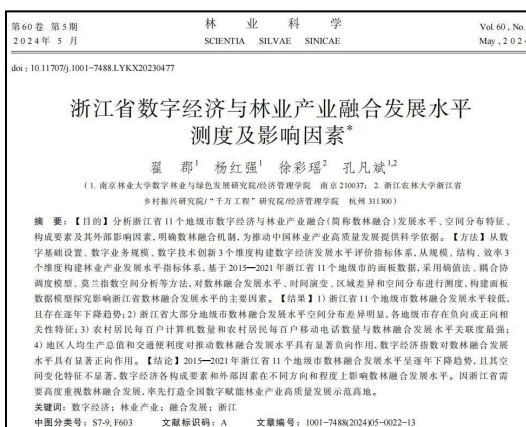 第60卷 第5期
2024年5月
林业科学
SCIENTIA SILVAE SINICAE
Vol. 60, No.
May, 2024
doi: 10.11707/j.1001-7488.LYKX20230477
浙江省数字经济与林业产业融合发展水平
测度及影响因素*
翟郡1 杨红强1 徐彩瑶2 孔凡斌1,2
(1. 南京林业大学数字林业与绿色发展研究院/经济管理学院 南京 210037; 2. 浙江农林大学浙江省
乡村振兴研究院/“千万工程”研究院/经济管理学院 杭州 311300)
摘 要:【目的】分析浙江省11个地级市数字经济与林业产业融合(简称数林融合)发展水平、空间分布特征、
构成要素及其外部影响因素,明确数林融合机制,为推动中国林业产业高质量发展提供科学依据。【方法】从数
字基础设置、数字业务规模、数字技术创新3个维度构建数字经济发展水平评价指标体系,从规模、结构、效率3
个维度构建林业产业发展水平指标体系,基于2015—2021年浙江省11个地级市的面板数据,采用熵值法、耦合协
调度模型、莫兰指数空间分析等方法,对数林融合发展水平、时间演变、区域差异和空间分布进行测度,构建面板
数据模型探究影响浙江省数林融合发展水平的主要因素。【结果】1) 浙江省11个地级市数林融合发展水平较低,
且存在逐年下降趋势; 2) 浙江省大部分地级市数林融合发展水平空间分布差异明显,各地级市存在负向或正向相
关性特征; 3) 农村居民每百户计算机数量和农村居民每百户移动电话数量与数林融合发展水平关联度最强;
4) 地区人均生产总值和交通便利度对推动数林融合发展水平具有显著负向作用,数字经济指数对数林融合发展
水平具有显著正向作用。【结论】2015—2021年浙江省11个地级市数林融合发展水平呈逐年下降趋势,且其空
间变化特征不显著,数字经济各构成要素和外部因素在不同方向和程度上影响数林融合发展水平。因浙江省需
要高度重视数林融合发展,率先打造全国数字赋能林业产业高质量发展示范高地。
关键词: 数字经济; 林业产业; 融合发展; 浙江
中图分类号: S7-9, F603 文献标识码: A 文章编号: 1001-7488(2024)05-0022-13